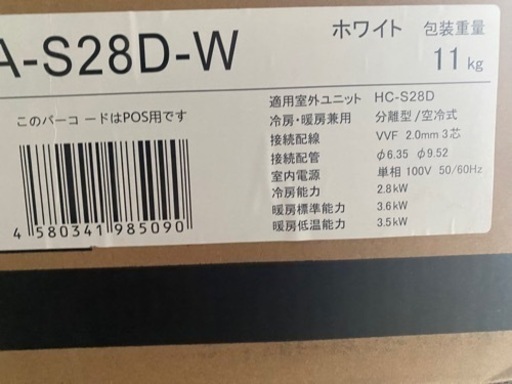 A-S28D-W
ホワイト 包装重量
11kg
このバーコードはPOS用です
4 580341 985090
適用室外ユニット HC-S28D
冷房・暖房兼用 分離型/空冷式
接続配線 VVF 2.0mm 3芯
接続配管 φ6.35 φ9.52
室内電源 単相 100V 50/60Hz
冷房能力 2.8kW
暖房標準能力 3.6kW
暖房低温能力 3.5kW